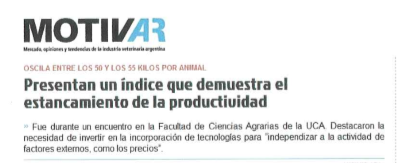 MOTIVAR
Mercado, opiniones y tendencias de la industria veterinaria argentina
OSCILA ENTRE LOS 50 Y LOS 55 KILOS POR ANIMAL
Presentan un índice que demuestra el
estancamiento de la productividad
Fue durante un encuentro en la Facultad de Ciencias Agrarias de la UCA. Destacaron la
necesidad de invertir en la incorporación de tecnologías para "independizar a la actividad de
factores externos, como los precios".